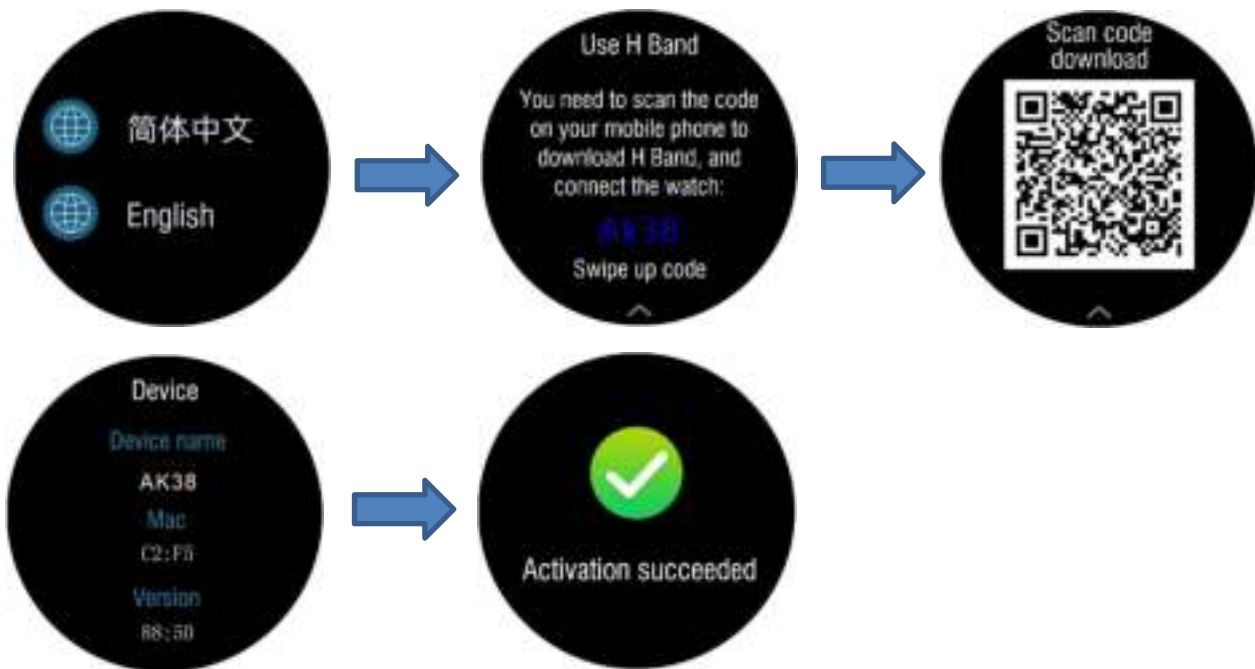 简体中文
English
Use H Band
You need to scan the code
on your mobile phone to
download H Band, and
connect the watch:
AK38
Swipe up code
Scan code
download
Device
Device name
AK38
Mac
C2:F5
Version
88:50
Activation succeeded